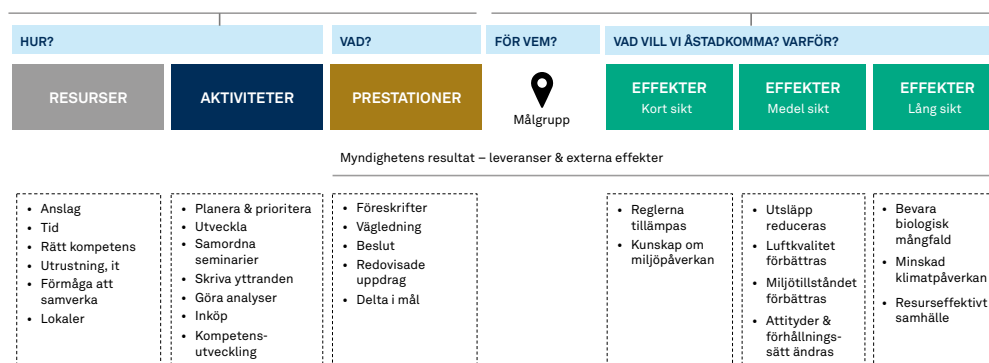 HUR?
VAD?
FÖR VEM?
VAD VILL VI ÅSTADKOMMA? VARFÖR?
RESURSER
AKTIVITETER
PRESTATIONER
Målgrupp
EFFEKTER
Kort sikt
EFFEKTER
Medel sikt
EFFEKTER
Lång sikt
Myndighetens resultat – leveranser & externa effekter
• Anslag
• Tid
• Rätt kompetens
• Utrustning, it
• Förmåga att
samverka
• Lokaler
• Planera & prioritera
• Utveckla
• Samordna
seminarier
• Skriva yttranden
• Göra analyser
• Inköp
• Kompetens-
utveckling
• Föreskrifter
• Vägledning
• Beslut
• Redovisade
uppdrag
• Delta i mål
• Reglerna
tillämpas
• Kunskap om
miljöpåverkan
• Utsläpp
reduceras
• Luftkvalitet
förbättras
• Miljötillståndet
förbättras
• Attityder &
förhållnings-
sätt ändras
• Bevara
biologisk
mångfald
• Minskad
klimatpåverkan
• Resurseffektivt
samhälle